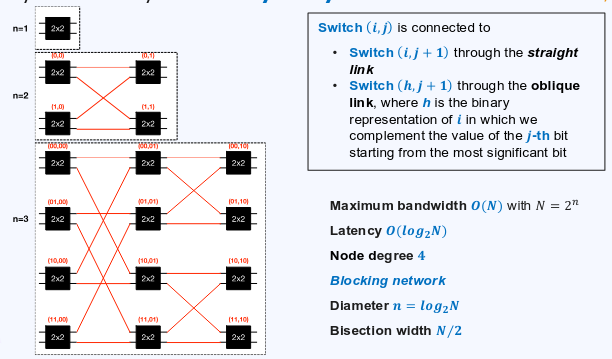 n=1
2x2
n=2
(0,0) (0,1)
2x2 2x2
(1,0) (1,1)
2x2 2x2
n=3
(00,00) (00,01) (00,10)
2x2 2x2 2x2
(01,00) (01,01) (01,10)
2x2 2x2 2x2
(10,00) (10,01) (10,10)
2x2 2x2 2x2
(11,00) (11,01) (11,10)
2x2 2x2 2x2
Switch (i,j) is connected to
• Switch (i,j + 1) through the straight
link
• Switch (h,j + 1) through the oblique
link, where h is the binary
representation of i in which we
complement the value of the j-th bit
starting from the most significant bit
Maximum bandwidth O(N) with N = 2ⁿ
Latency O(log₂N)
Node degree 4
Blocking network
Diameter n = log₂N
Bisection width N/2